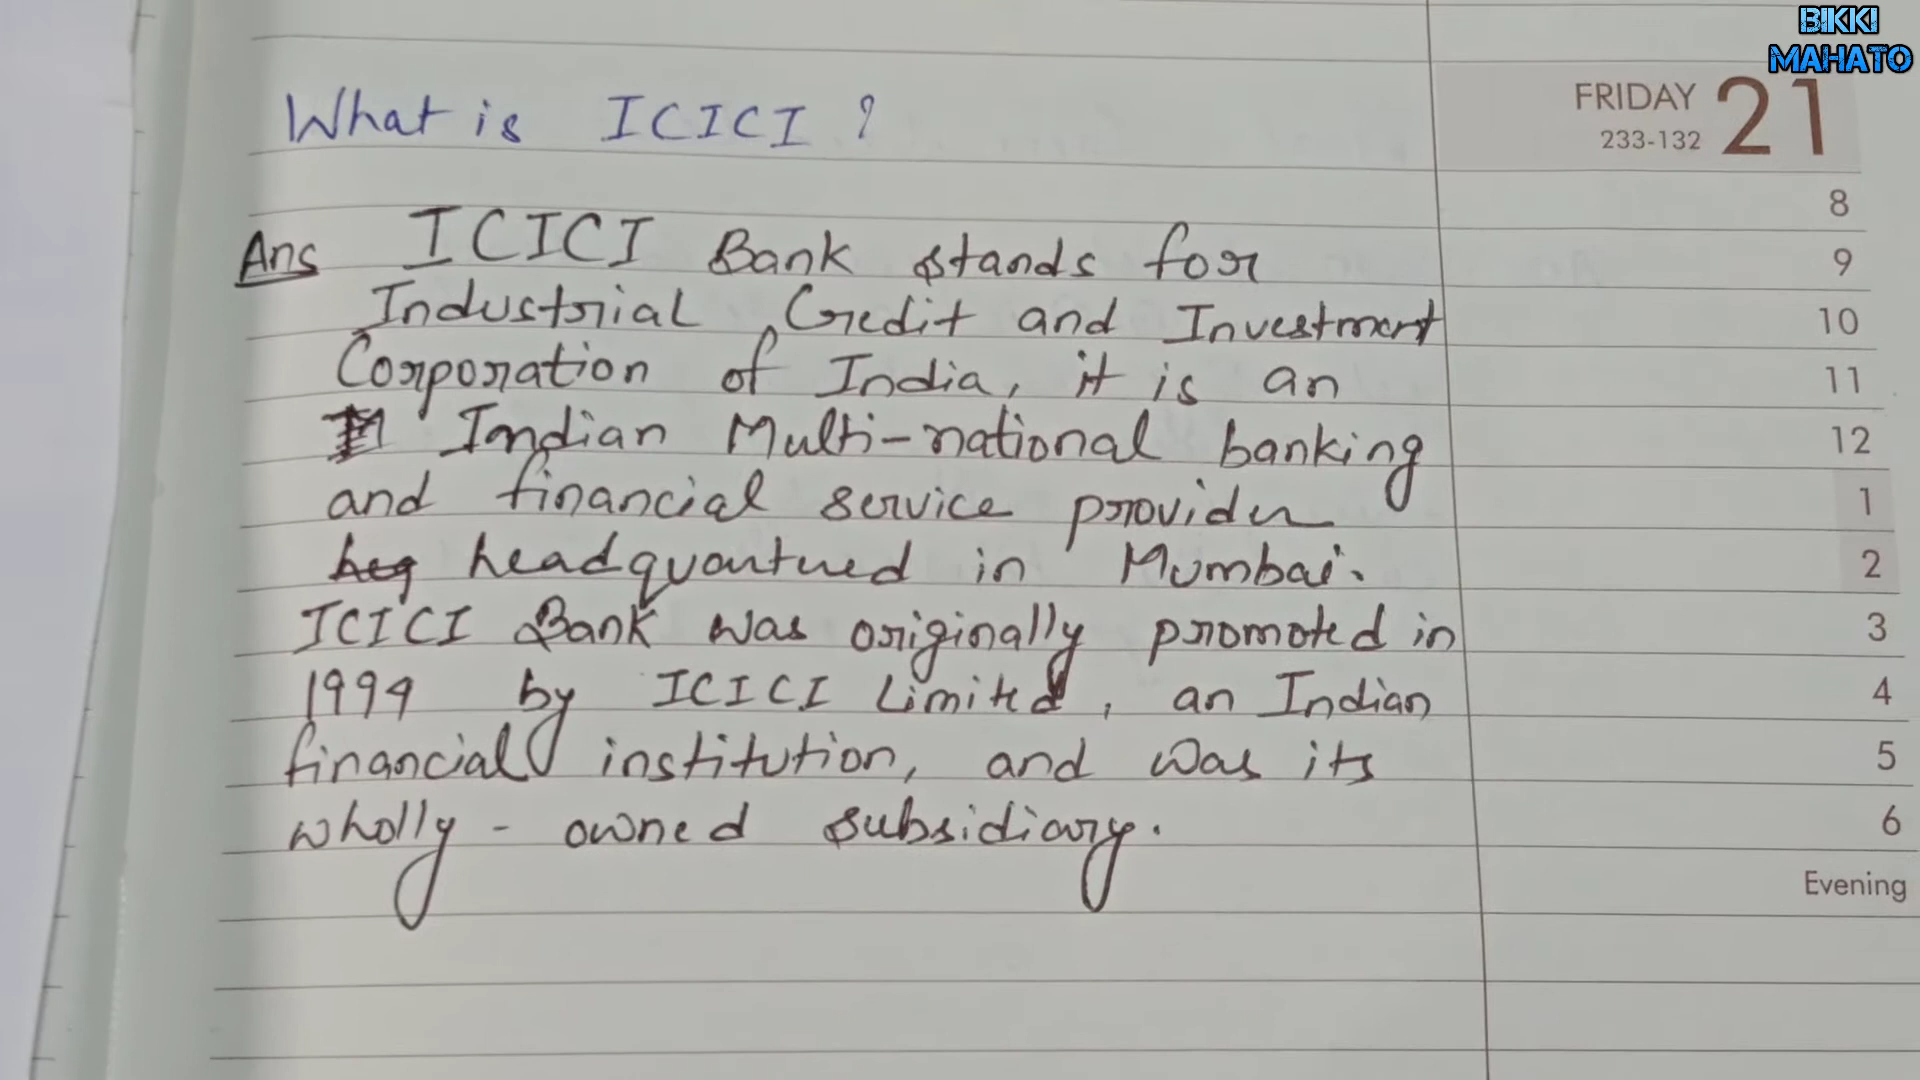 BIKKI
MAHATO
FRIDAY 21
233-132
What is ICICI ?
Ans ICICI Bank stands for
Industrial Credit and Investment
Corporation of India, it is an
Indian Multi-national banking
and financial service provider
heq headquartered in Mumbai.
ICICI Bank was originally promoted in
1994 by ICICI Limited, an Indian
financial institution, and was its
wholly - owned subsidiary.
8
9
10
11
12
1
2
3
4
5
6
Evening